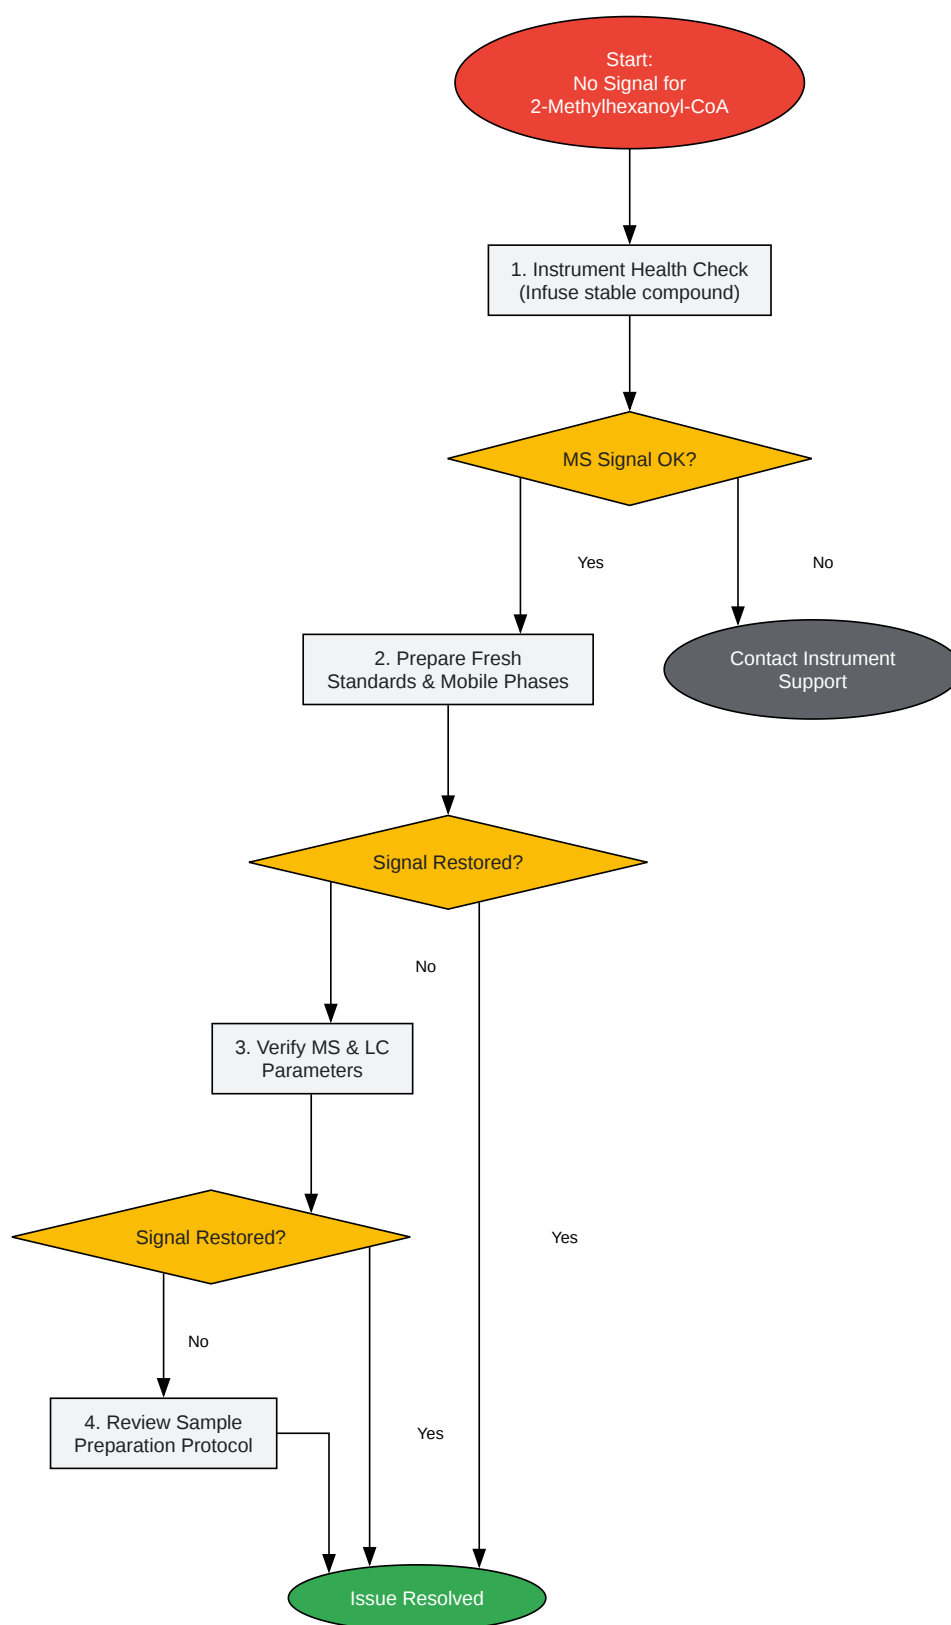 Start:
No Signal for
2-Methylhexanoyl-CoA
1. Instrument Health Check
(Infuse stable compound)
MS Signal OK?
Yes
No
2. Prepare Fresh
Standards & Mobile Phases
Contact Instrument
Support
Signal Restored?
No
3. Verify MS & LC
Parameters
Yes
Signal Restored?
No
4. Review Sample
Preparation Protocol
Yes
Issue Resolved